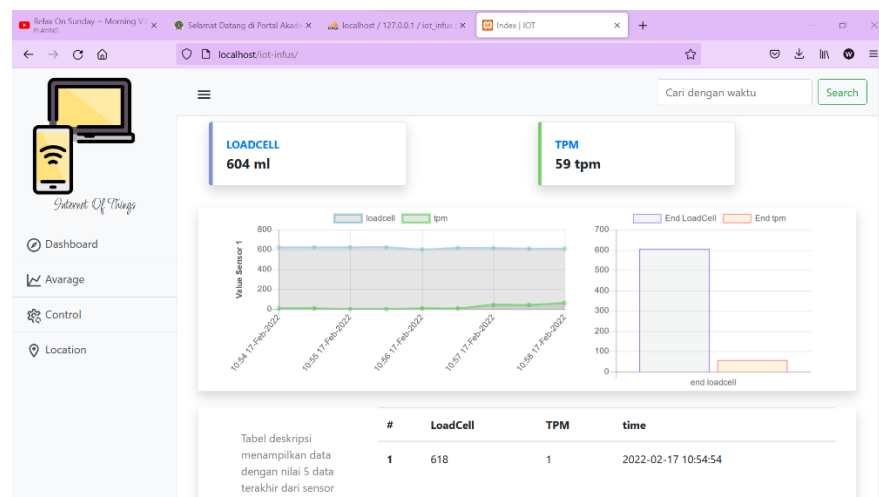 Relax On Sunday ~ Morning Vi
PLAYING
Selamat Datang di Portal Akade
localhost / 127.0.0.1 / iot_infus |
Index | IOT
localhost/iot-infus/
Cari dengan waktu
Search
Internet Of Things
Dashboard
Avarage
Control
Location
LOADCELL
604 ml
TPM
59 tpm
loadcell
tpm
Value Sensor 1
800
600
400
200
0
10:54 17-Feb-2022
10:55 17-Feb-2022
10:56 17-Feb-2022
10:57 17-Feb-2022
10:58 17-Feb-2022
End LoadCell
End tpm
700
600
500
400
300
200
100
0
end loadcell
Tabel deskripsi
menampilkan data
dengan nilai 5 data
terakhir dari sensor
# LoadCell TPM time
1 618 1 2022-02-17 10:54:54